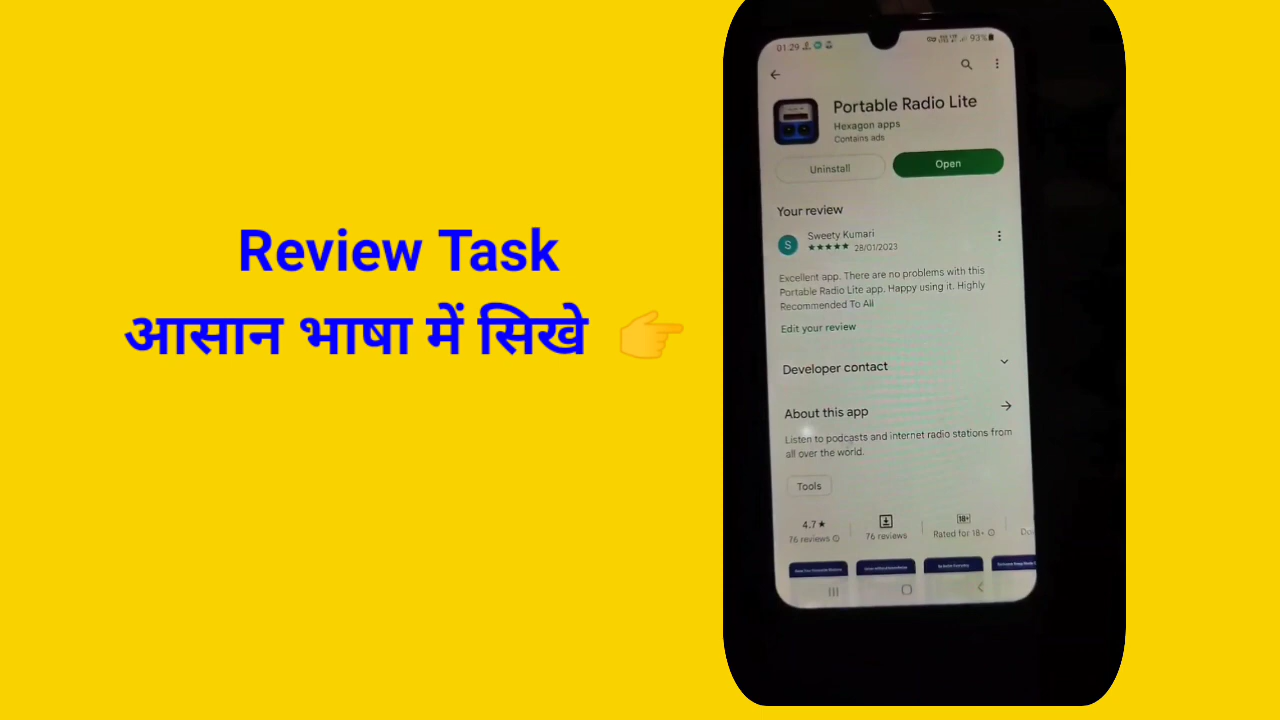 Review Task
आसान भाषा में सिखे 👉
01:29
93%
Portable Radio Lite
Hexagon apps
Contains ads
Uninstall
Open
Your review
S
Sweety Kumari
★★★★★ 28/01/2023
Excellent app. There are no problems with this
Portable Radio Lite app. Happy using it. Highly
Recommended To All
Edit your review
Developer contact
About this app
Listen to podcasts and internet radio stations from
all over the world.
Tools
4.7★
76 reviews
76 reviews
18+
Rated for 18+